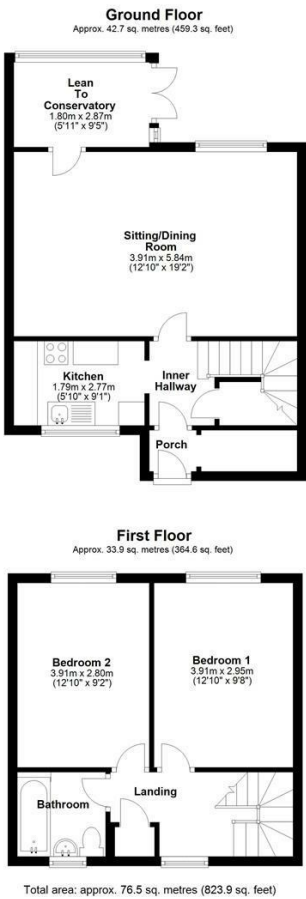 Ground Floor
Approx. 42.7 sq. metres (459.3 sq. feet)
Lean
To
Conservatory
1.80m x 2.87m
(5'11" x 9'5")
Sitting/Dining
Room
3.91m x 5.84m
(12'10" x 19'2")
Kitchen
1.79m x 2.77m
(5'10" x 9'1")
Inner
Hallway
Porch
First Floor
Approx. 33.9 sq. metres (364.6 sq. feet)
Bedroom 2
3.91m x 2.80m
(12'10" x 9'2")
Bedroom 1
3.91m x 2.95m
(12'10" x 9'8")
Bathroom
Landing
Total area: approx. 76.5 sq. metres (823.9 sq. feet)